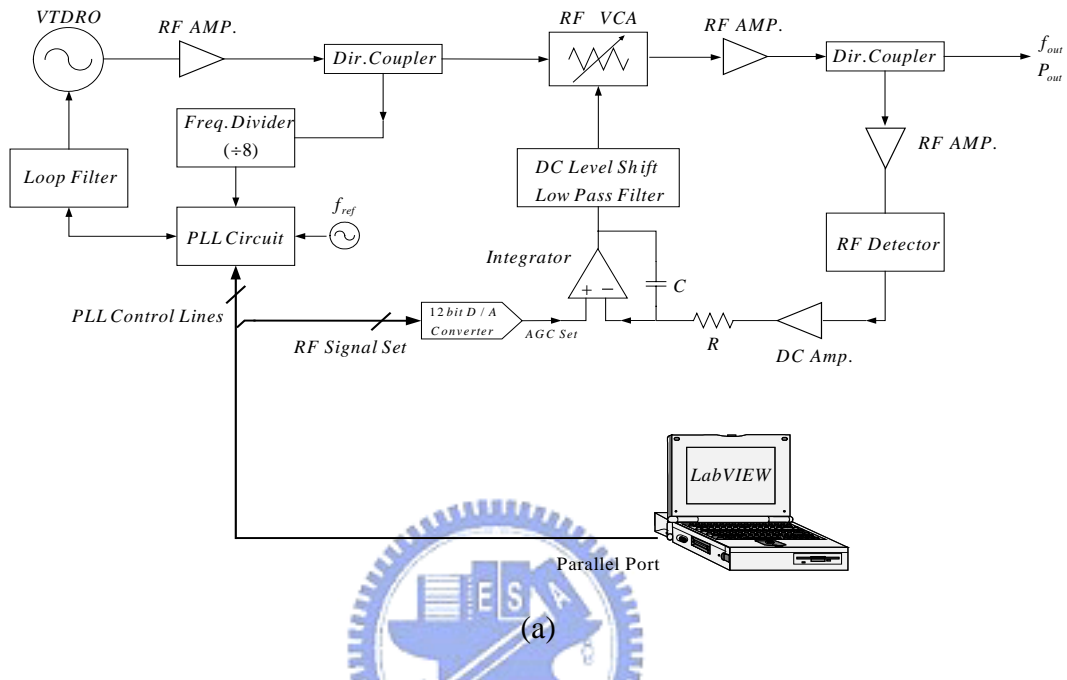 VTDRO
RF AMP.
Dir.Coupler
RF VCA
RF AMP.
Dir.Coupler
f_out
P_out
Freq.Divider
(÷8)
RF AMP.
Loop Filter
DC Level Shift
Low Pass Filter
PLL Circuit
f_ref
RF Detector
Integrator
+ −
C
PLL Control Lines
12bit D / A
Converter
AGC Set
RF Signal Set
R
DC Amp.
LabVIEW
Parallel Port
E S A
(a)